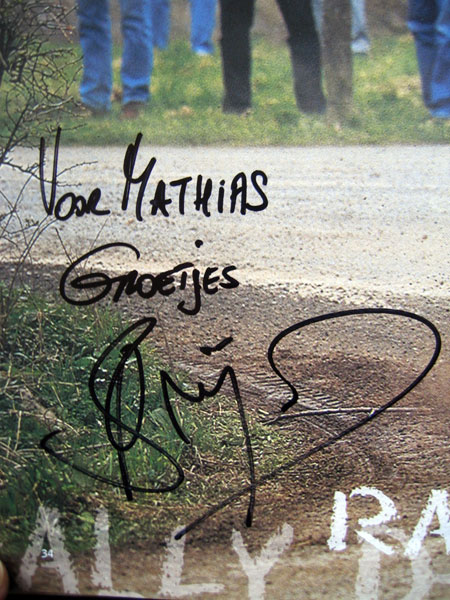 Voor Mathias
Groetjes
34
RA
ALLY